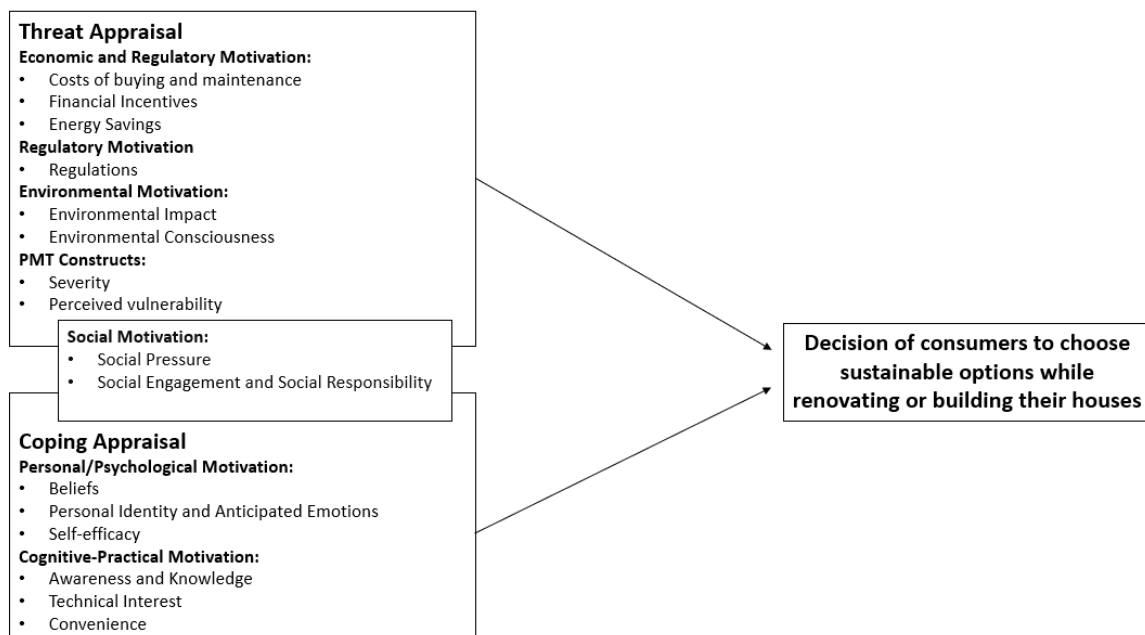 Threat Appraisal
Economic and Regulatory Motivation:
• Costs of buying and maintenance
• Financial Incentives
• Energy Savings
Regulatory Motivation
• Regulations
Environmental Motivation:
• Environmental Impact
• Environmental Consciousness
PMT Constructs:
• Severity
• Perceived vulnerability
Social Motivation:
• Social Pressure
• Social Engagement and Social Responsibility
Coping Appraisal
Personal/Psychological Motivation:
• Beliefs
• Personal Identity and Anticipated Emotions
• Self-efficacy
Cognitive-Practical Motivation:
• Awareness and Knowledge
• Technical Interest
• Convenience
Decision of consumers to choose
sustainable options while
renovating or building their houses